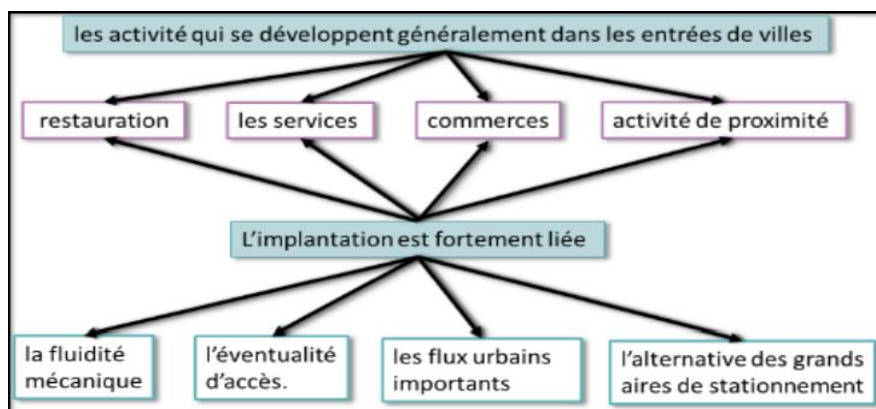 les activité qui se développent généralement dans les entrées de villes
restauration
les services
commerces
activité de proximité
L'implantation est fortement liée
la fluidité
mécanique
l'éventualité
d'accès.
les flux urbains
importants
l'alternative des grands
aires de stationnement